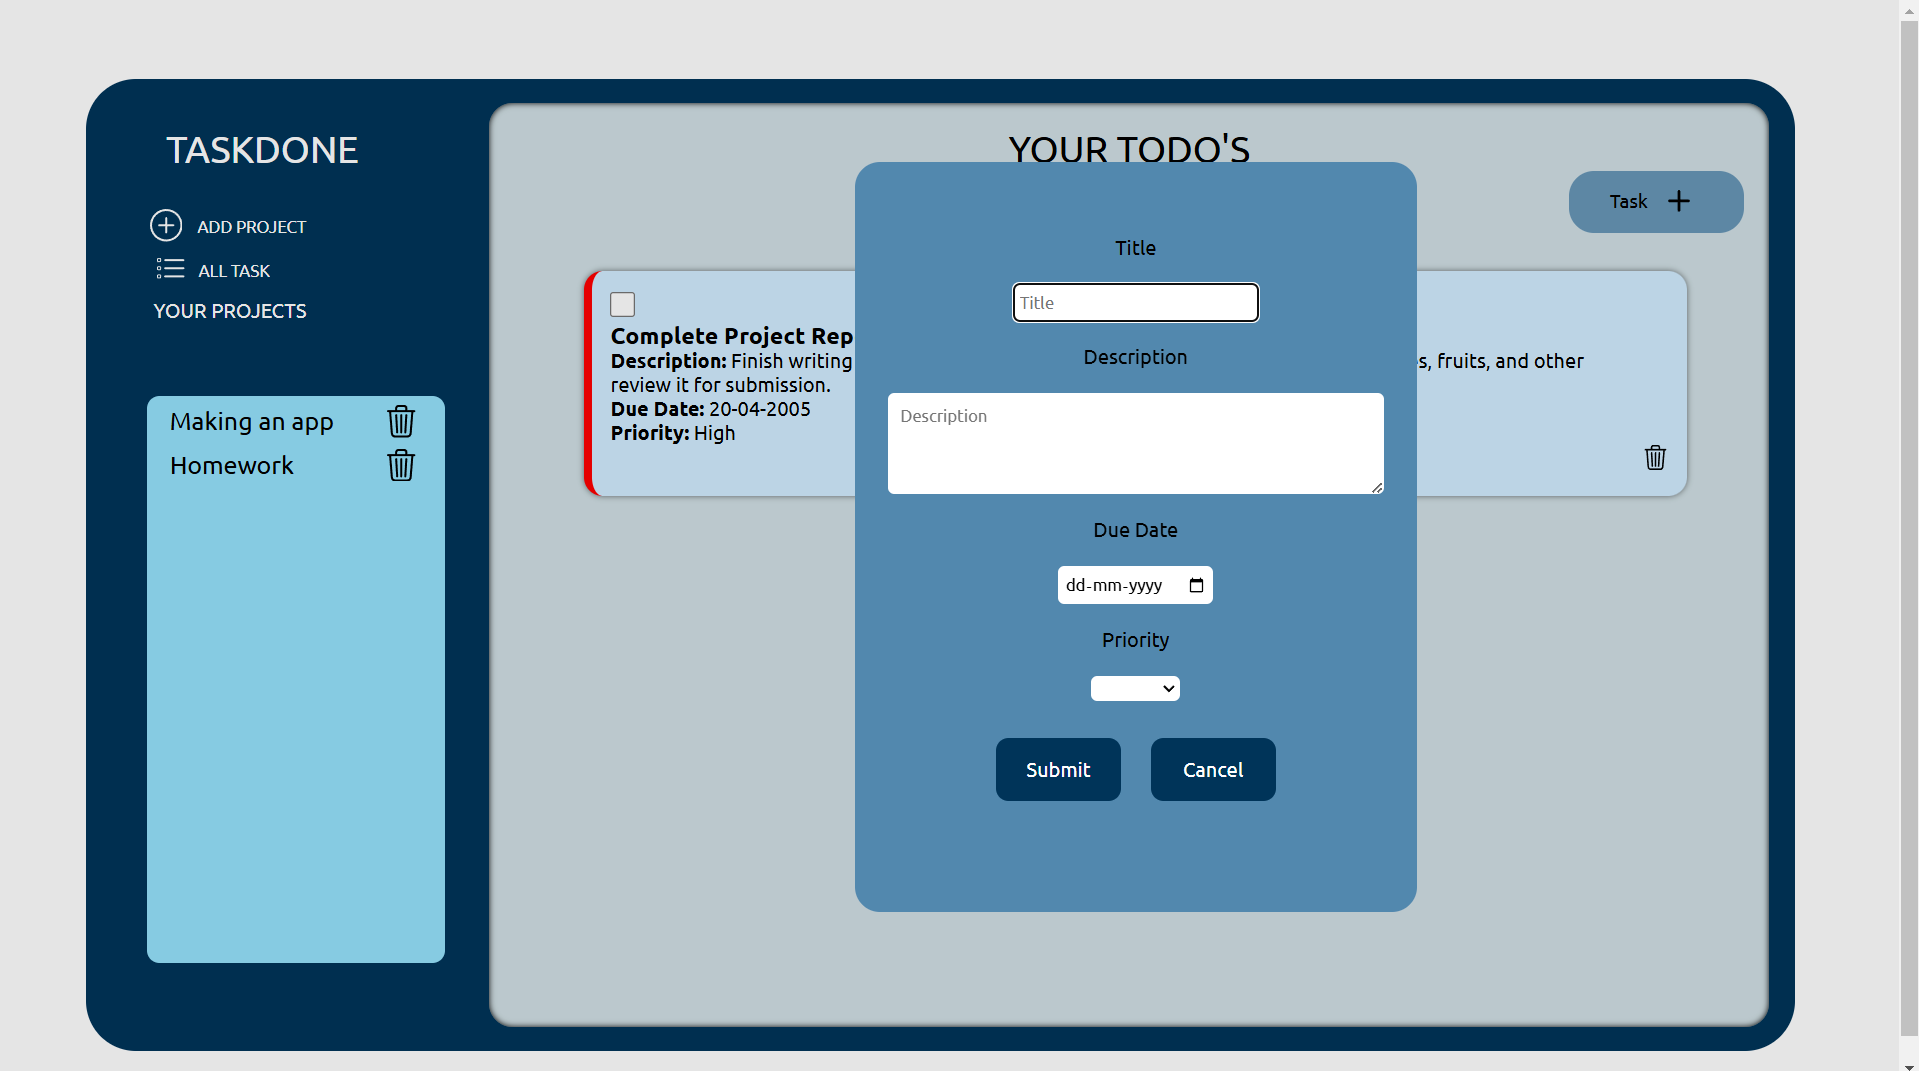 TASKDONE
ADD PROJECT
ALL TASK
YOUR PROJECTS
Making an app
Homework
YOUR TODO'S
Task
Complete Project
Description: Finish writing
fruits, and other
review it for submission.
Due Date: 20-04-2005
Priority: High
Title
Title
Description
Description
Due Date
dd-mm-yyyy
Priority
Submit
Cancel